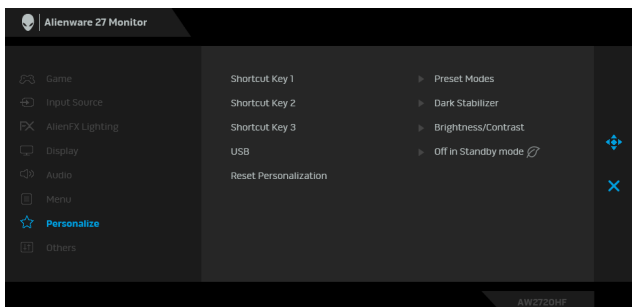 Alienware 27 Monitor
Game
Input Source
AlienFX Lighting
Display
Audio
Menu
Personalize
Others
Shortcut Key 1
Preset Modes
Shortcut Key 2
Dark Stabilizer
Shortcut Key 3
Brightness/Contrast
USB
Off in Standby mode
Reset Personalization
AW2720HF